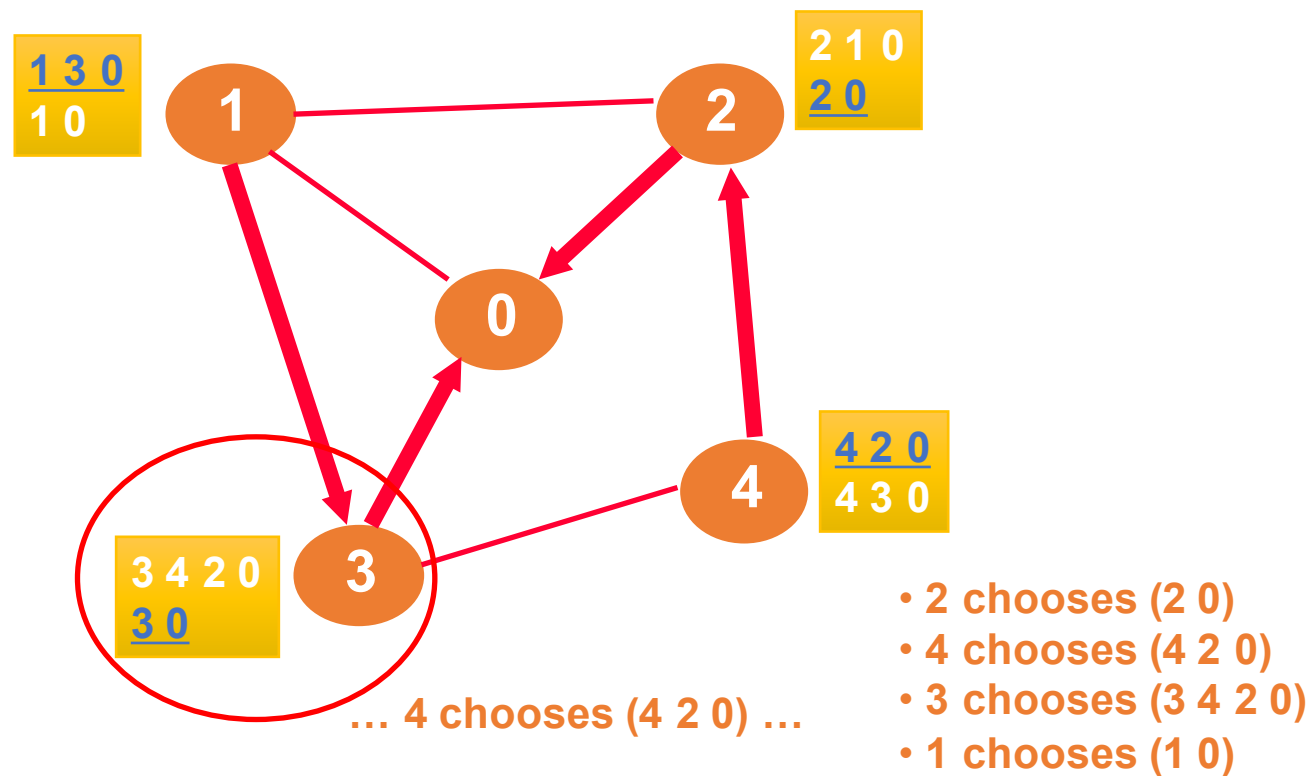 1 3 0
1 0
1
2
2 1 0
2 0
0
4
4 2 0
4 3 0
3 4 2 0
3 0
3
… 4 chooses (4 2 0) …
• 2 chooses (2 0)
• 4 chooses (4 2 0)
• 3 chooses (3 4 2 0)
• 1 chooses (1 0)